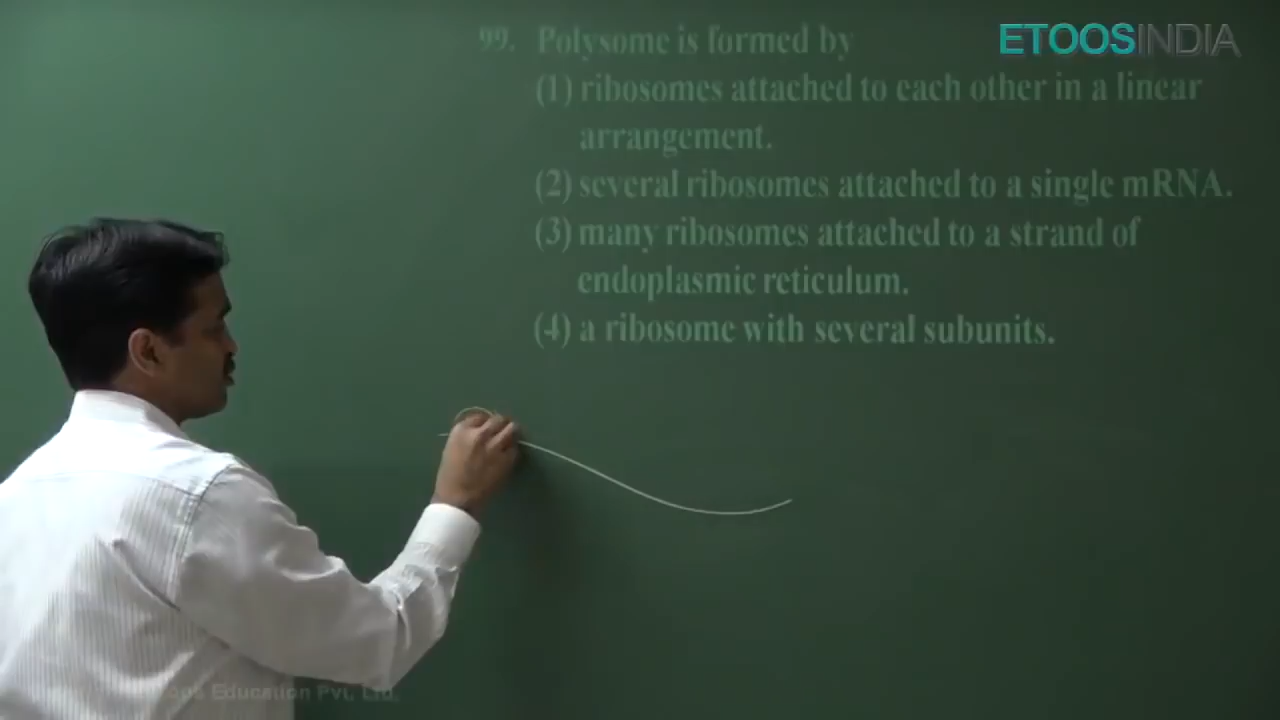 ETOOSINDIA
99. Polysome is formed by
(1) ribosomes attached to each other in a linear
arrangement.
(2) several ribosomes attached to a single mRNA.
(3) many ribosomes attached to a strand of
endoplasmic reticulum.
(4) a ribosome with several subunits.
Education Pvt. Ltd.